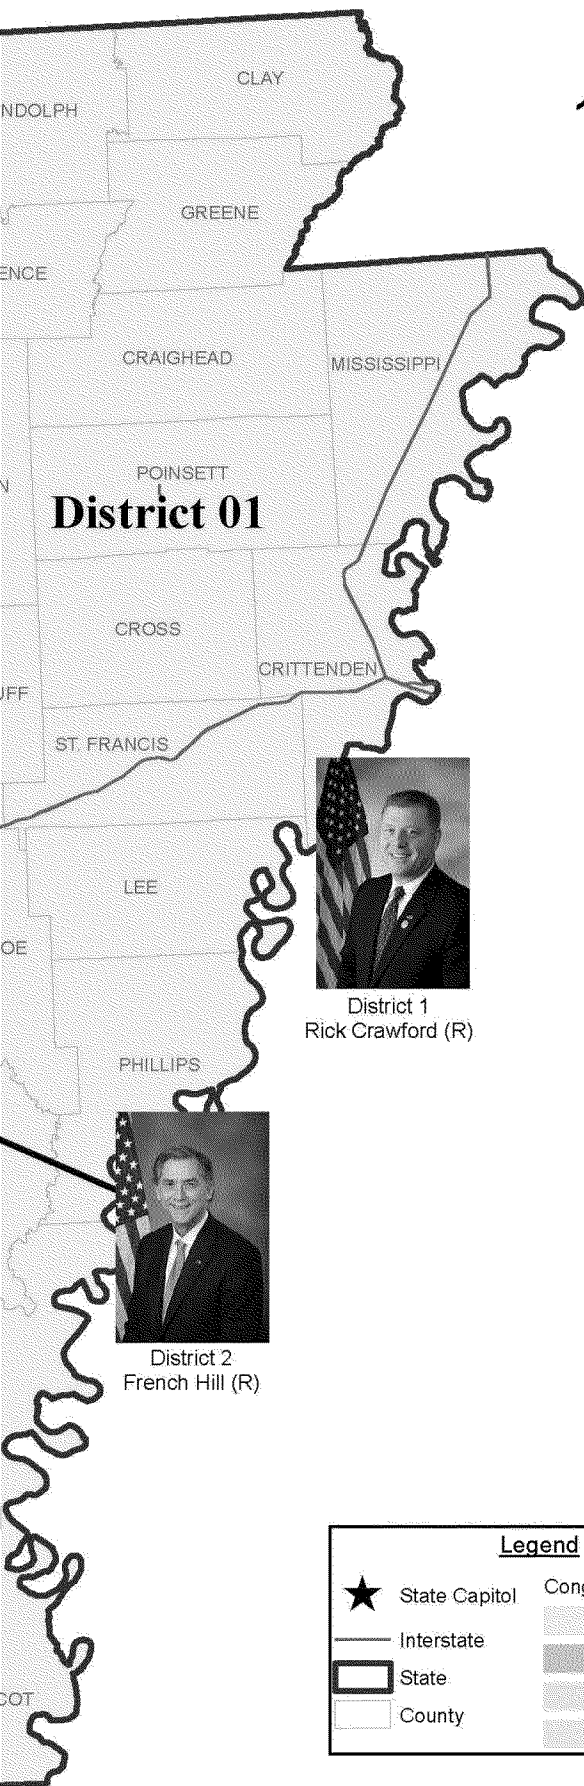 CLAY
NDOLPH
GREENE
ENCE
CRAIGHEAD
MISSISSIPPI
POINSETT
N
District 01
CROSS
CRITTENDEN
UFF
ST. FRANCIS
LEE
OE
District 1
Rick Crawford (R)
PHILLIPS
District 2
French Hill (R)
Legend
State Capitol
Cong
Interstate
State
County
COT